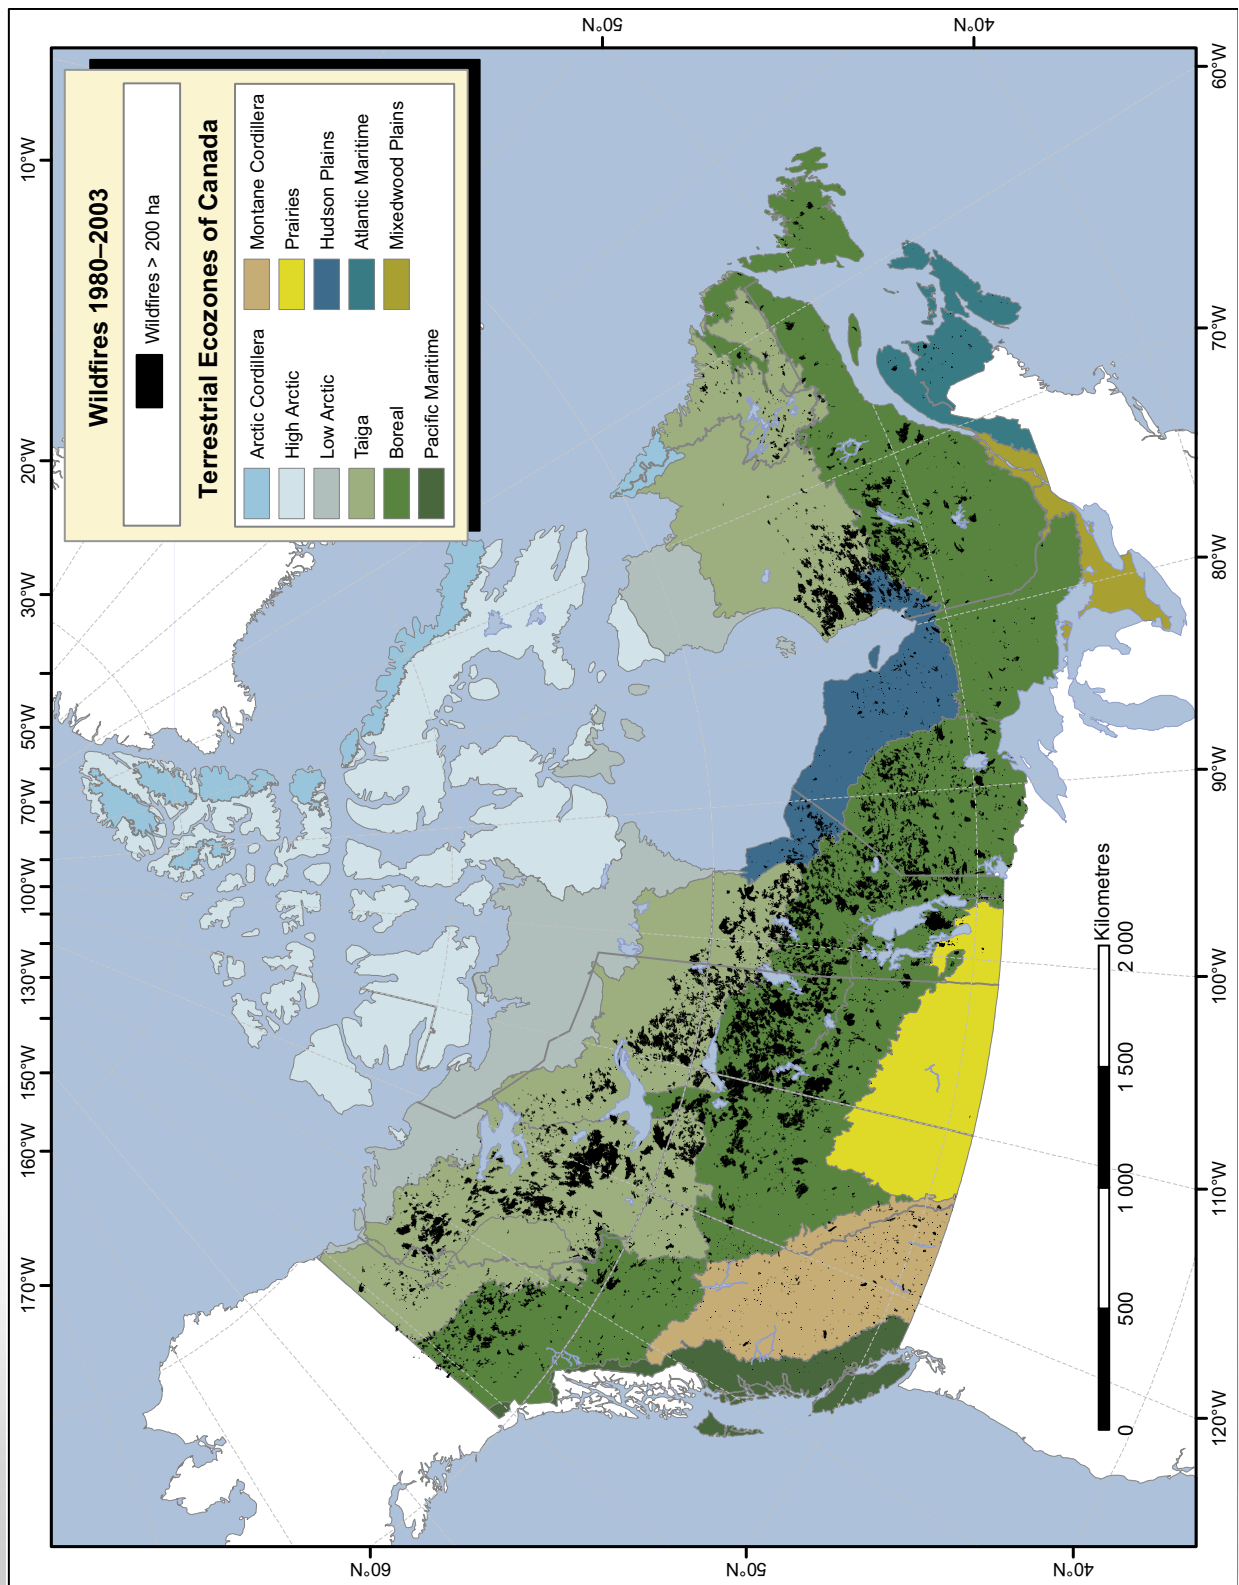 Wildfires 1980–2003
Wildfires > 200 ha
Terrestrial Ecozones of Canada
Arctic Cordillera
High Arctic
Low Arctic
Taiga
Boreal
Pacific Maritime
Montane Cordillera
Prairies
Hudson Plains
Atlantic Maritime
Mixedwood Plains
170°W
160°W
150°W
130°W
100°W
70°W
50°W
30°W
20°W
10°W
60°N
50°N
40°N
50°N
40°N
120°W
110°W
100°W
90°W
80°W
70°W
60°W
0
500
1 000
1 500
2 000
Kilometres